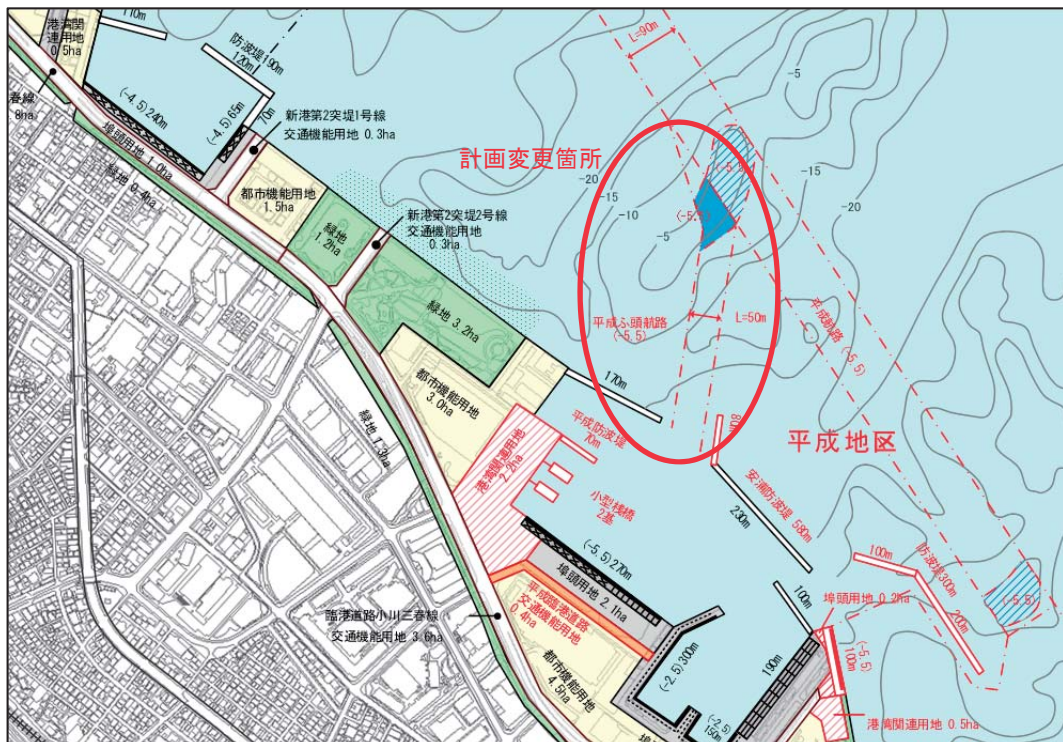 港湾関
連用地
0.5ha
110m
防波堤190m
120m
L=90m
-5
春線
8ha
(-4.5)240m
(-4.5)65m
70m
新港第2突堤1号線
交通機能用地 0.3ha
計画変更箇所
(-5.5)
-15
-20
-15
-10
-5
-20
(-5.5)
埠頭用地1.0ha
緑地 0.4ha
都市機能用地
1.5ha
新港第2突堤2号線
交通機能用地
0.3ha
緑地
1.2ha
緑地 3.2ha
平成ふ頭航路
(-5.5)
L=50m
平成航路 (-5.5)
都市機能用地
3.0ha
170m
緑地 1.3ha
平成防波堤
70m
80m
平成地区
港湾関連用地
2.2ha
小型桟橋
2基
安浦防波堤 580m
230m
(-5.5)270m
埠頭用地 2.1ha
100m
100m
防波堤300m
200m
(-5.5)
埠頭用地 0.2ha
臨港道路小川三春線
交通機能用地 3.6ha
平成臨港道路
交通機能用地
0.4ha
(-2.5)300m
190m
(-5.5)
100m
都市機能用地
4.5ha
(-2.5)
150m
港湾関連用地 0.5ha